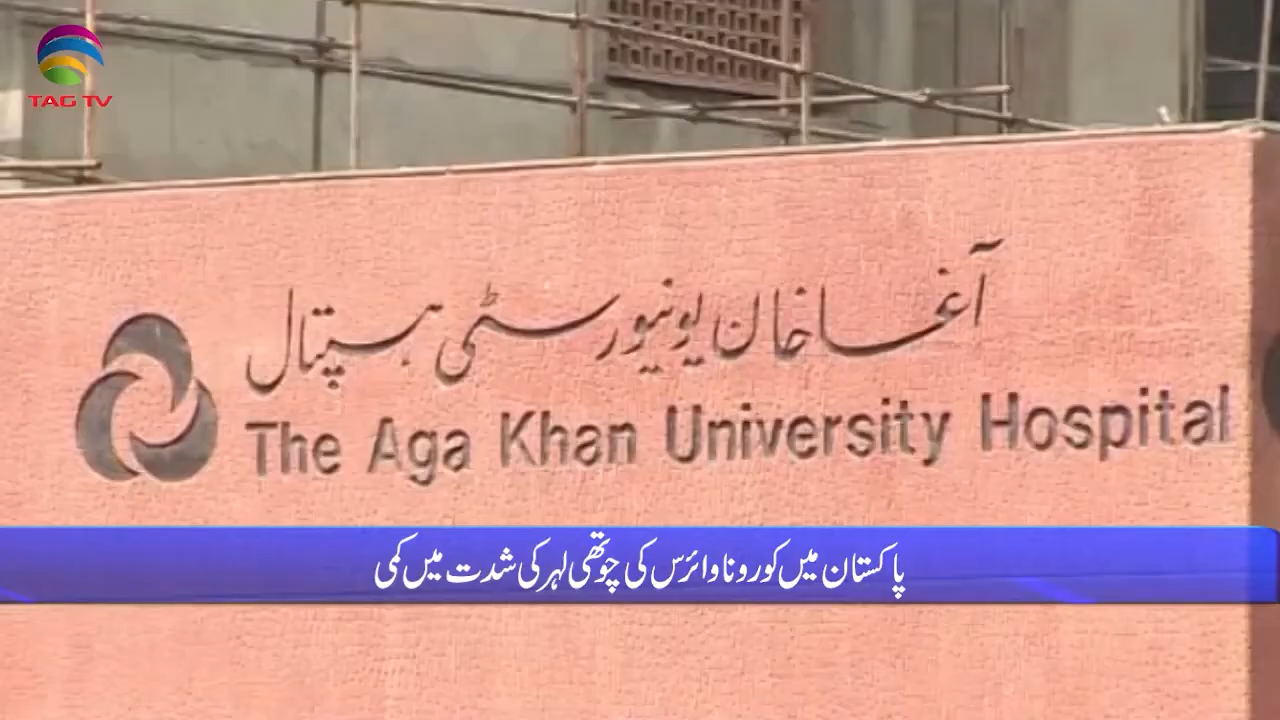 TAG TV
آغا خان یونیورسٹی ہسپتال
The Aga Khan University Hospital
پاکستان میں کورونا وائرس کی چوتھی لہر کی شدت میں کمی